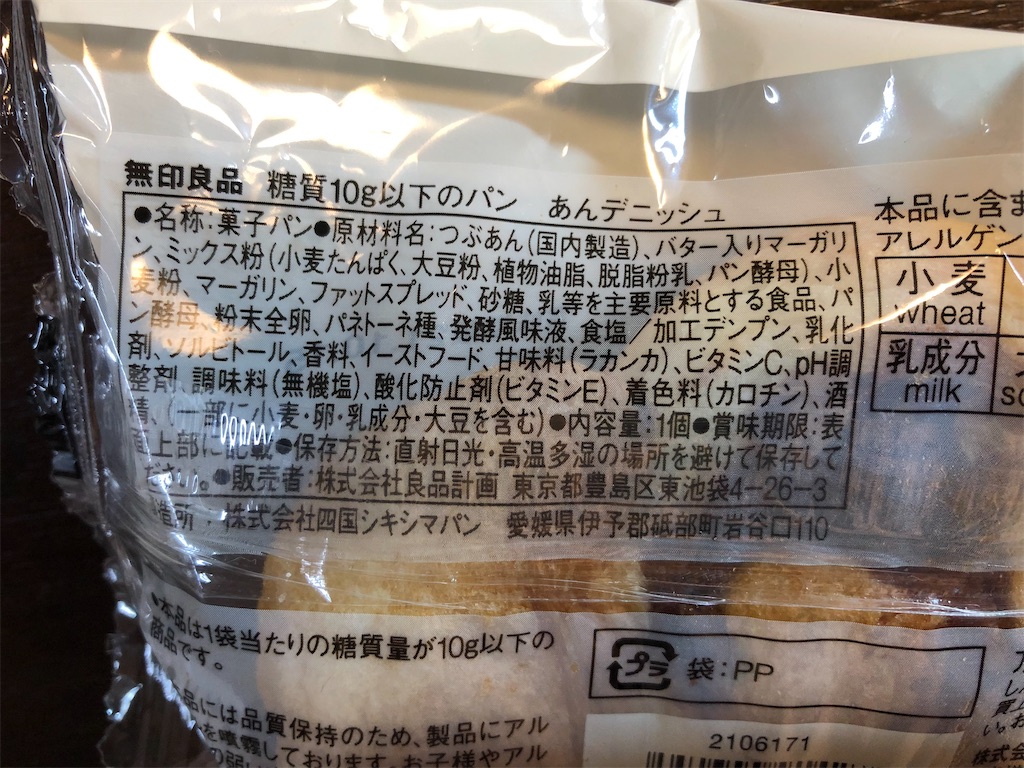 無印良品 糖質10g以下のパン あんデニッシュ
●名称:菓子パン●原材料名:つぶあん(国内製造)、バター入りマーガリ
ン、ミックス粉(小麦たんぱく、大豆粉、植物油脂、脱脂粉乳、パン酵母)、小
麦粉、マーガリン、ファットスプレッド、砂糖、乳等を主要原料とする食品、パ
ン酵母、粉末全卵、パネトーネ種、発酵風味液、食塩/加工デンプン、乳化
剤、ソルビトール、香料、イーストフード、甘味料(ラカンカ)、ビタミンC、pH調
整剤、調味料(無機塩)、酸化防止剤(ビタミンE)、着色料(カロチン)、酒
精、(一部に小麦・卵・乳成分・大豆を含む)●内容量:1個●賞味期限:表
面上部に記載●保存方法:直射日光・高温多湿の場所を避けて保存して
ださい。●販売者:株式会社良品計画 東京都豊島区東池袋4-26-3
造所:株式会社四国シキシマパン 愛媛県伊予郡砥部町岩谷口110
本品に含ま
アレルゲン
小麦
wheat
乳成分
milk
●本品は1袋当たりの糖質量が10g以下の
商品です。
品には品質保持のため、製品にアル
を噴霧しております。お子様やアル
の弱い
プラ 袋:PP
2106171
株式会